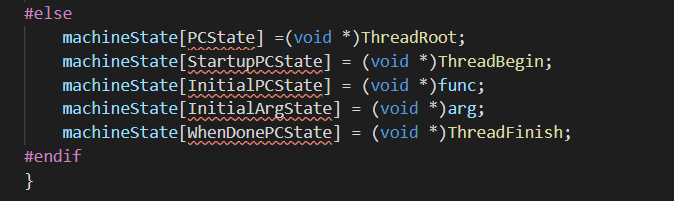 #else
machineState[PCState] =(void *)ThreadRoot;
machineState[StartupPCState] = (void *)ThreadBegin;
machineState[InitialPCState] = (void *)func;
machineState[InitialArgState] = (void *)arg;
machineState[WhenDonePCState] = (void *)ThreadFinish;
#endif
}